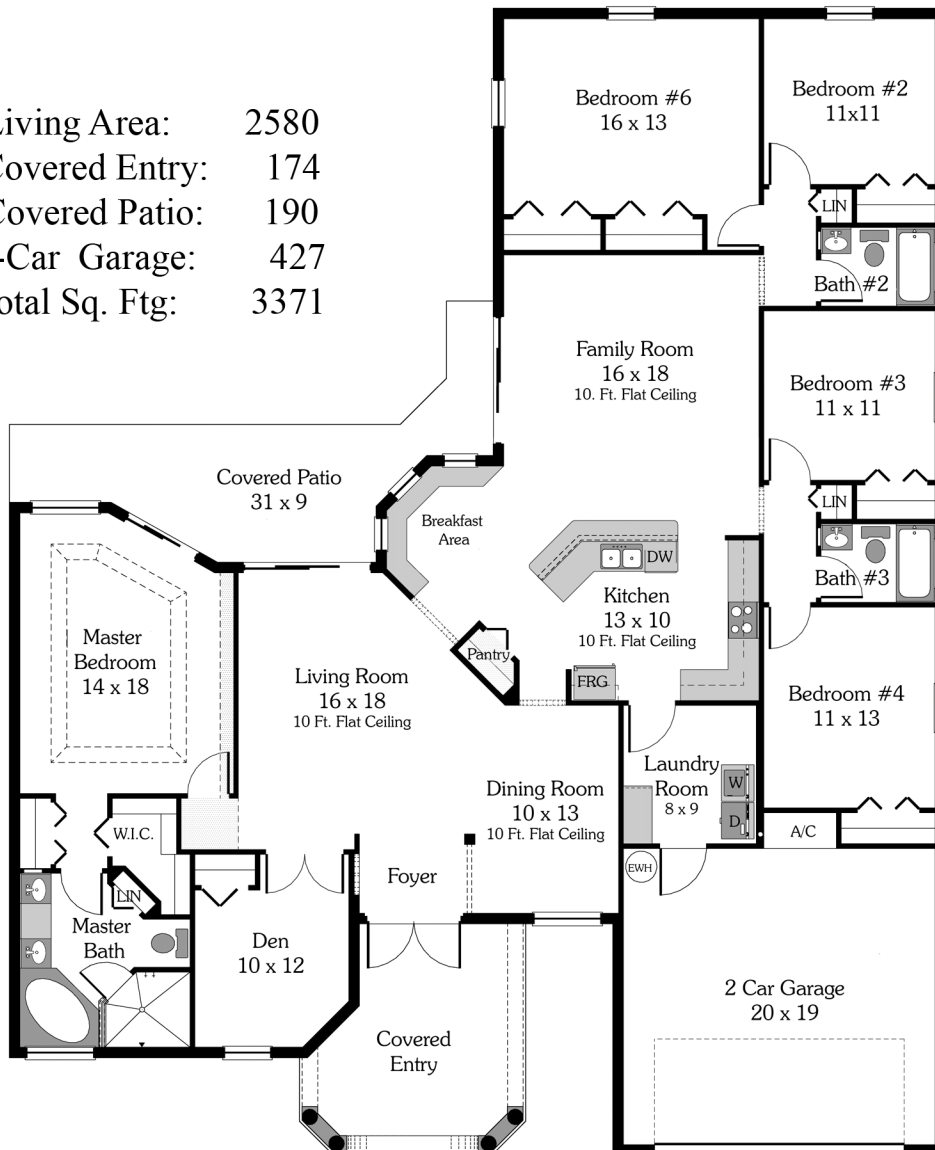 Living Area: 2580
Covered Entry: 174
Covered Patio: 190
-Car Garage: 427
Total Sq. Ftg: 3371
Bedroom #6
16 x 13
Bedroom #2
11x11
LIN
Bath #2
Family Room
16 x 18
10. Ft. Flat Ceiling
Bedroom #3
11 x 11
LIN
Bath #3
Covered Patio
31 x 9
Breakfast
Area
DW
Kitchen
13 x 10
10 Ft. Flat Ceiling
Pantry
FRG
Master
Bedroom
14 x 18
Living Room
16 x 18
10 Ft. Flat Ceiling
Bedroom #4
11 x 13
Laundry
Room
8 x 9
W
D
Dining Room
10 x 13
10 Ft. Flat Ceiling
A/C
W.I.C.
Foyer
EWH
LIN
Master
Bath
Den
10 x 12
2 Car Garage
20 x 19
Covered
Entry